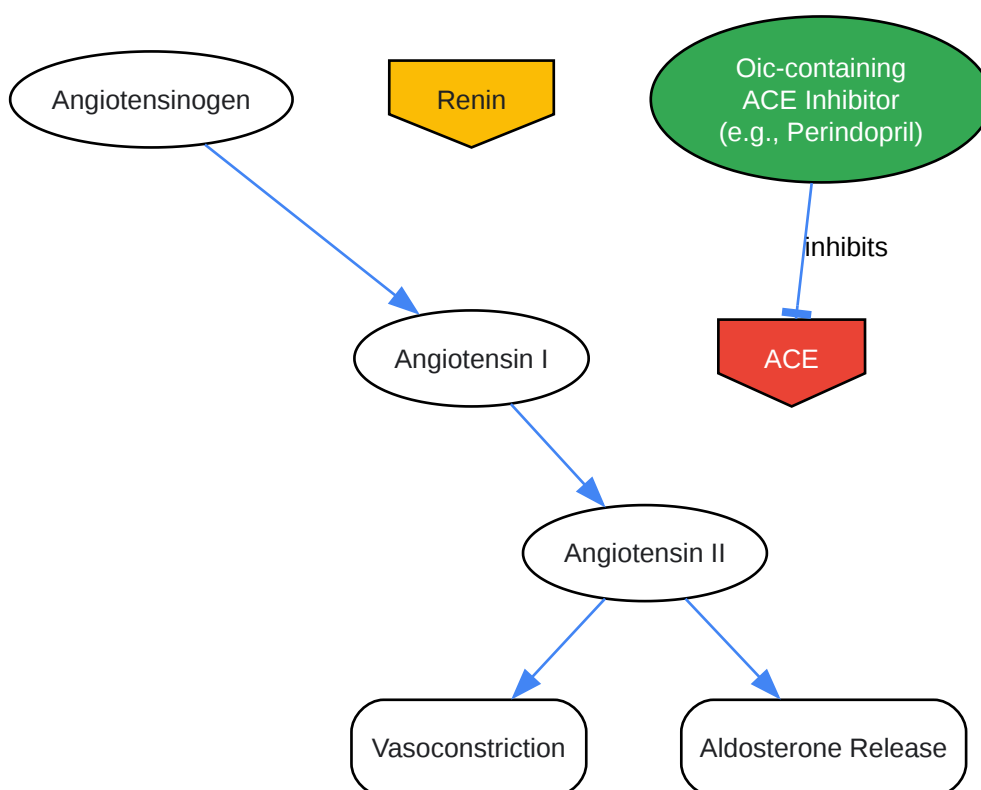 Angiotensinogen
Renin
Oic-containing
ACE Inhibitor
(e.g., Perindopril)
inhibits
Angiotensin I
ACE
Angiotensin II
Vasoconstriction
Aldosterone Release